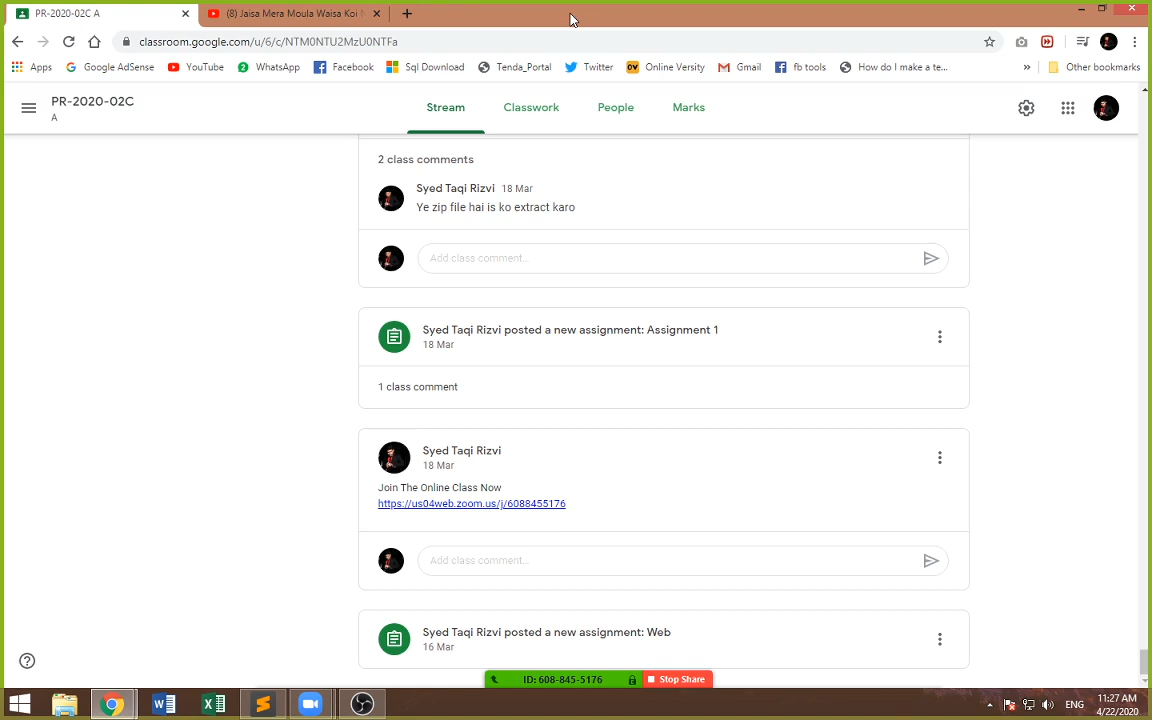 PR-2020-02C A
(8) Jaisa Mera Moula Waisa Koi
classroom.google.com/u/6/c/NTM0NTU2MzU0NTFa
Apps
Google AdSense
YouTube
WhatsApp
Facebook
Sql Download
Tenda_Portal
Twitter
Online Versity
Gmail
fb tools
How do I make a te...
»
Other bookmarks
PR-2020-02C
A
Stream
Classwork
People
Marks
2 class comments
Syed Taqi Rizvi 18 Mar
Ye zip file hai is ko extract karo
Add class comment...
Syed Taqi Rizvi posted a new assignment: Assignment 1
18 Mar
1 class comment
Syed Taqi Rizvi
18 Mar
Join The Online Class Now
https://us04web.zoom.us/j/6088455176
Add class comment...
Syed Taqi Rizvi posted a new assignment: Web
16 Mar
ID: 608-845-5176
Stop Share
ENG
11:27 AM
4/22/2020